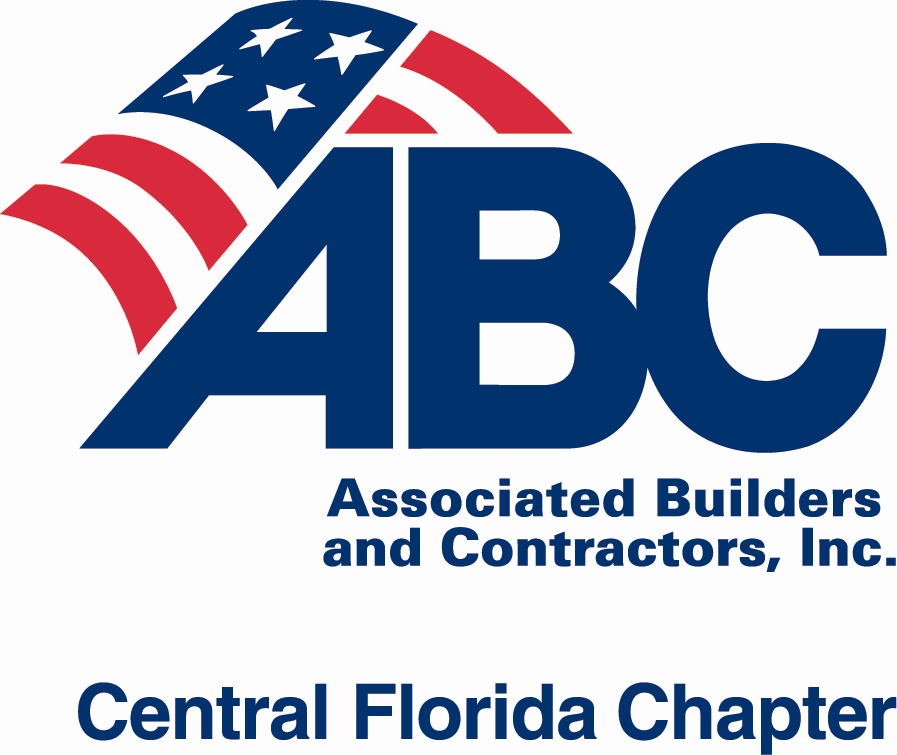 ABC
Associated Builders
and Contractors, Inc.
Central Florida Chapter